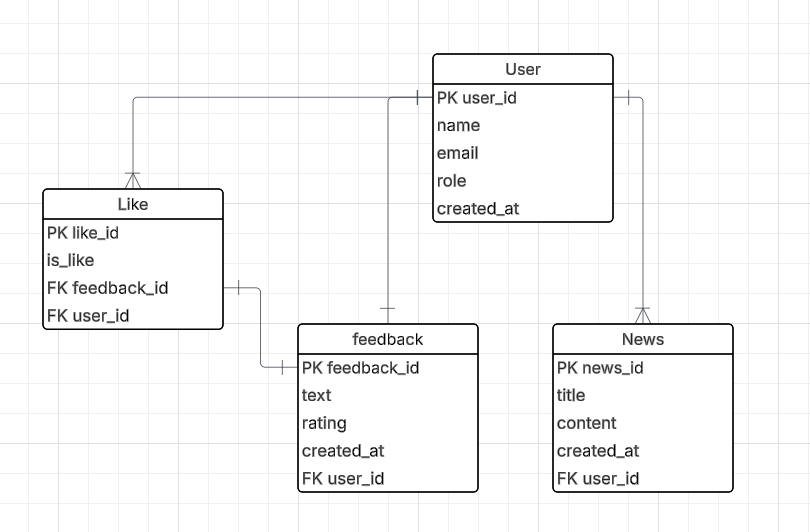 User
PK user_id
name
email
role
created_at
Like
PK like_id
is_like
FK feedback_id
FK user_id
feedback
PK feedback_id
text
rating
created_at
FK user_id
News
PK news_id
title
content
created_at
FK user_id